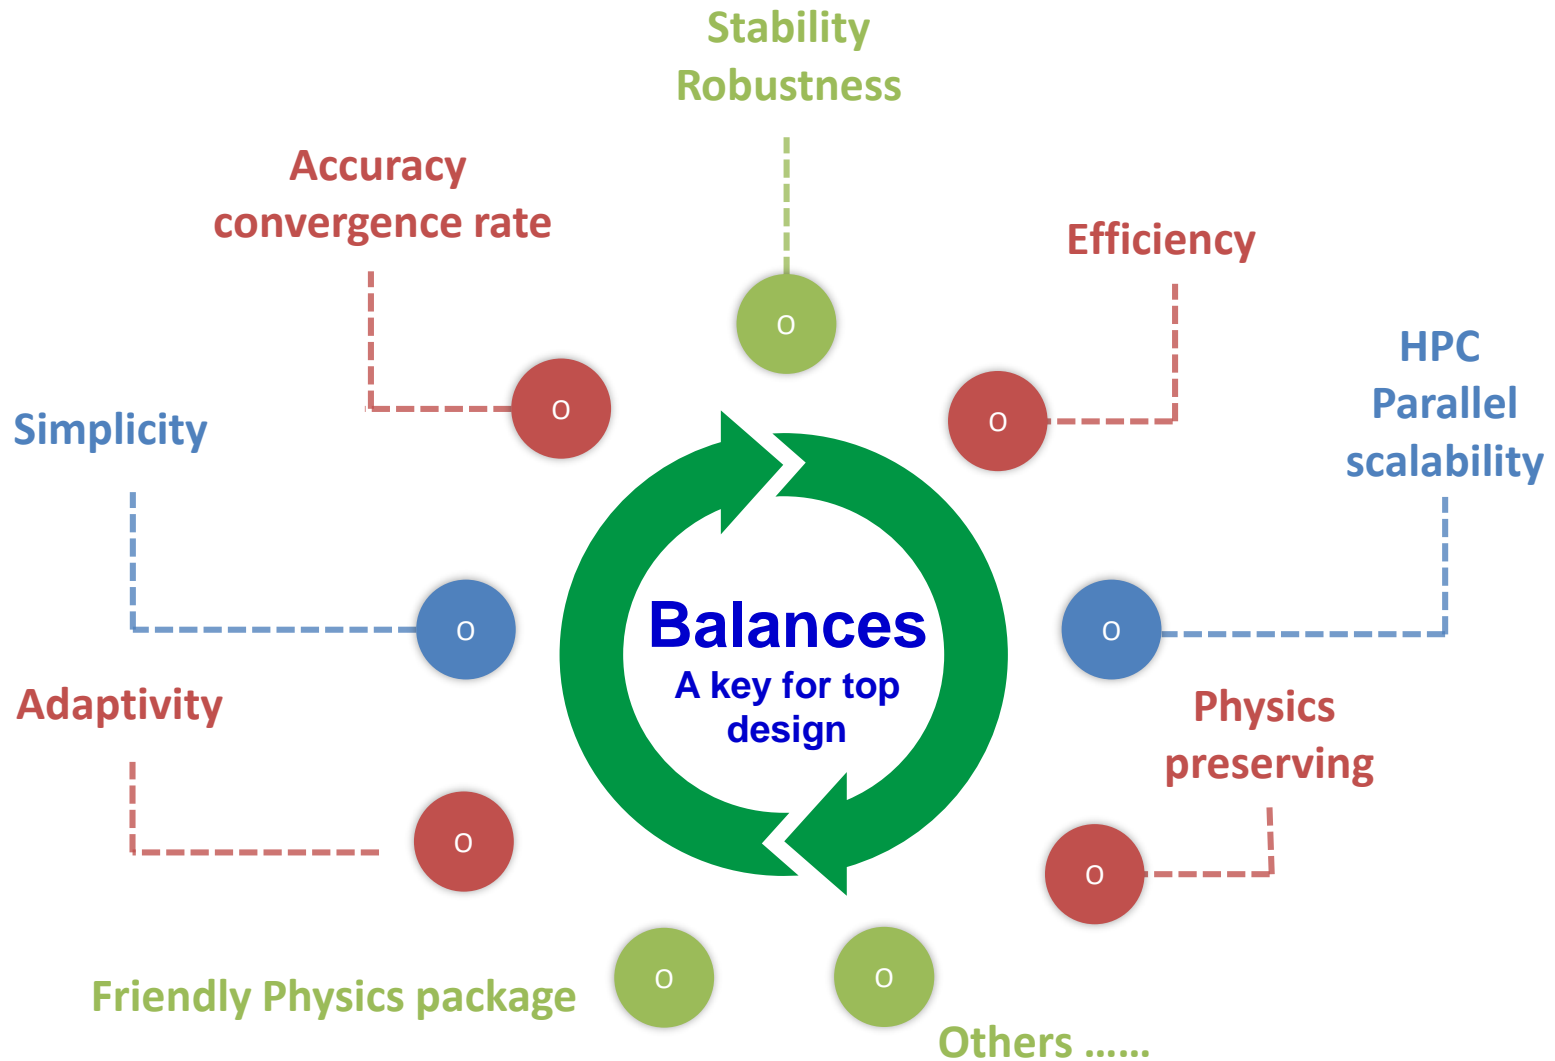 Stability
Robustness
Accuracy
convergence rate
Efficiency
HPC
Parallel
scalability
Simplicity
Adaptivity
Balances
A key for top
design
Physics
preserving
Friendly Physics package
Others ......
O
O
O
O
O
O
O
O
O